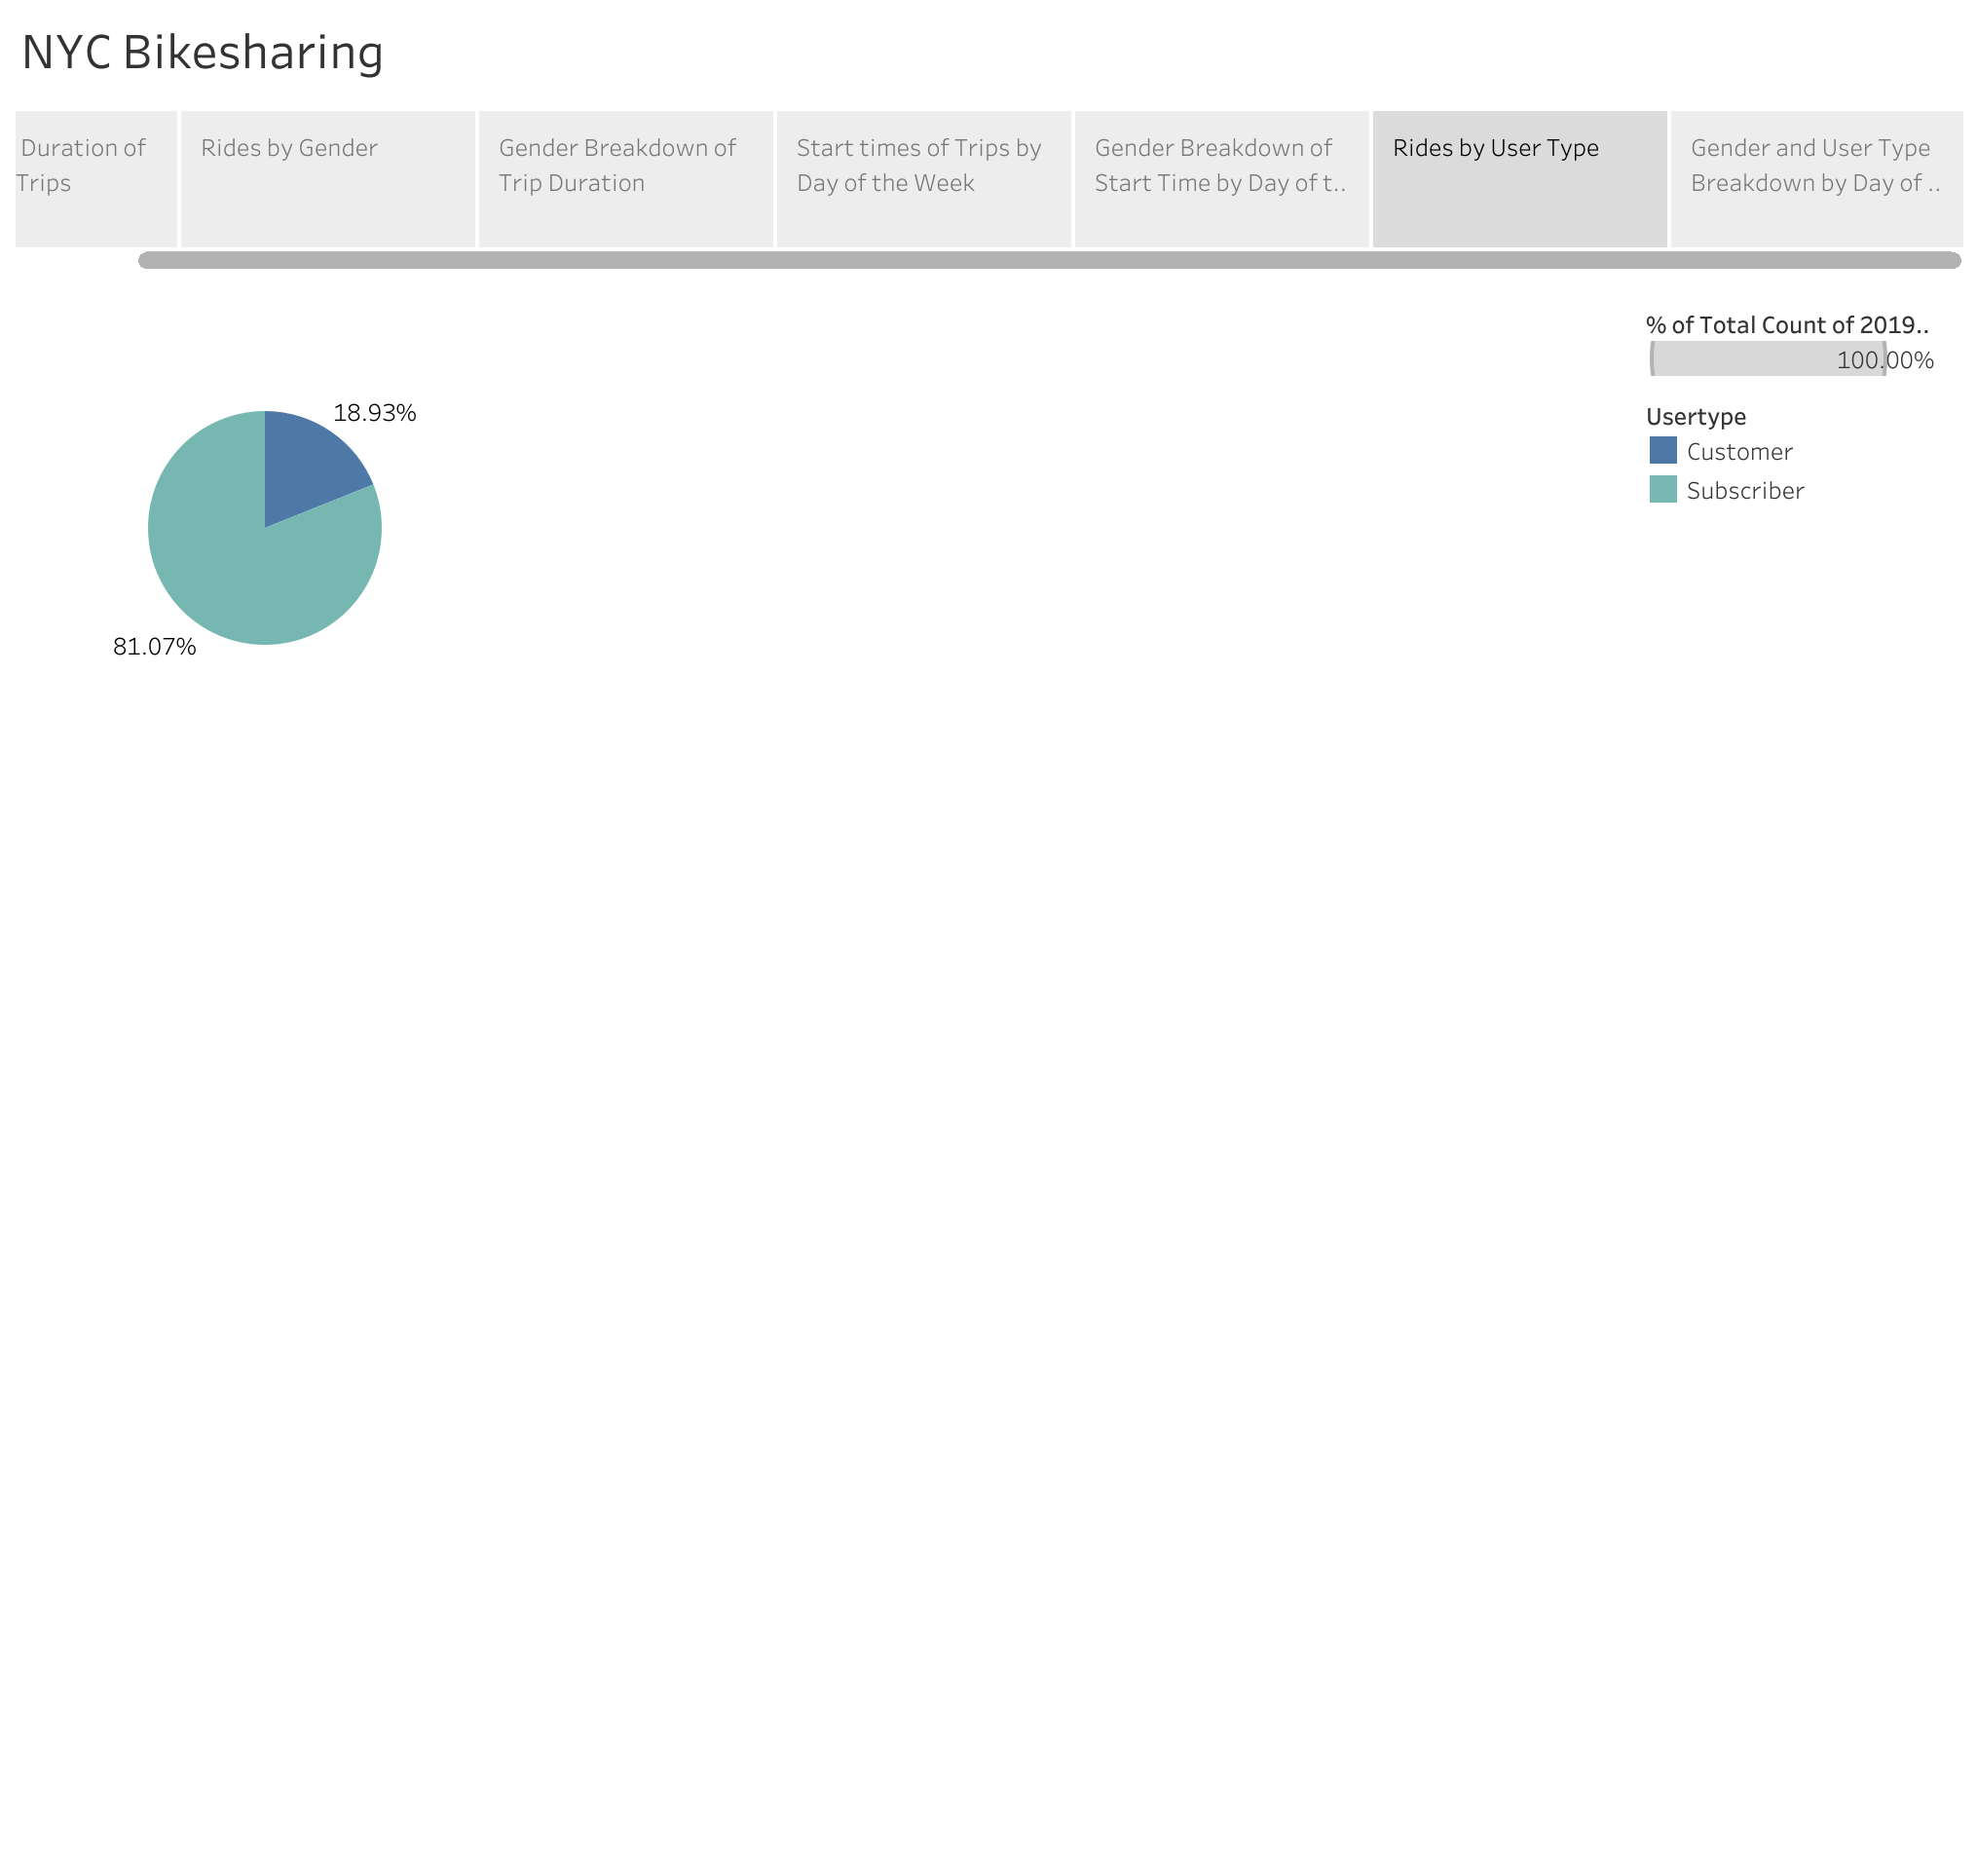 NYC Bikesharing
Duration of
Trips
Rides by Gender
Gender Breakdown of
Trip Duration
Start times of Trips by
Day of the Week
Gender Breakdown of
Start Time by Day of t..
Rides by User Type
Gender and User Type
Breakdown by Day of ..
% of Total Count of 2019..
100.00%
Usertype
Customer
Subscriber
18.93%
81.07%